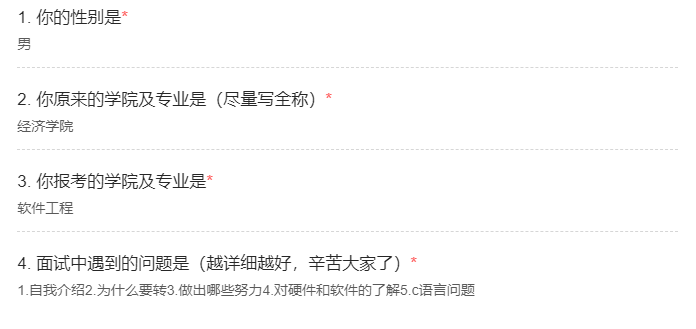 1. 你的性别是*
男
2. 你原来的学院及专业是（尽量写全称）*
经济学院
3. 你报考的学院及专业是*
软件工程
4. 面试中遇到的问题是（越详细越好，辛苦大家了）*
1.自我介绍2.为什么要转3.做出哪些努力4.对硬件和软件的了解5.c语言问题